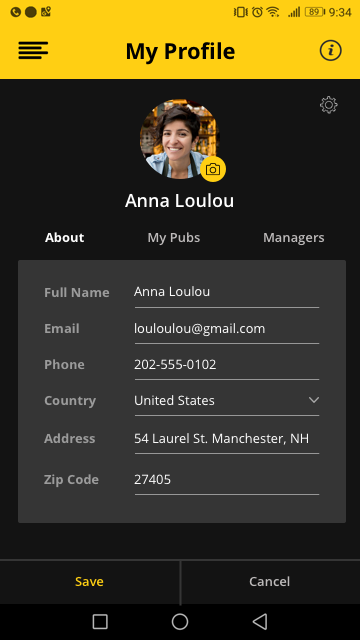 89 9:34
My Profile
i
Anna Loulou
About My Pubs Managers
Full Name Anna Loulou
Email louloulou@gmail.com
Phone 202-555-0102
Country United States
Address 54 Laurel St. Manchester, NH
Zip Code 27405
Save Cancel